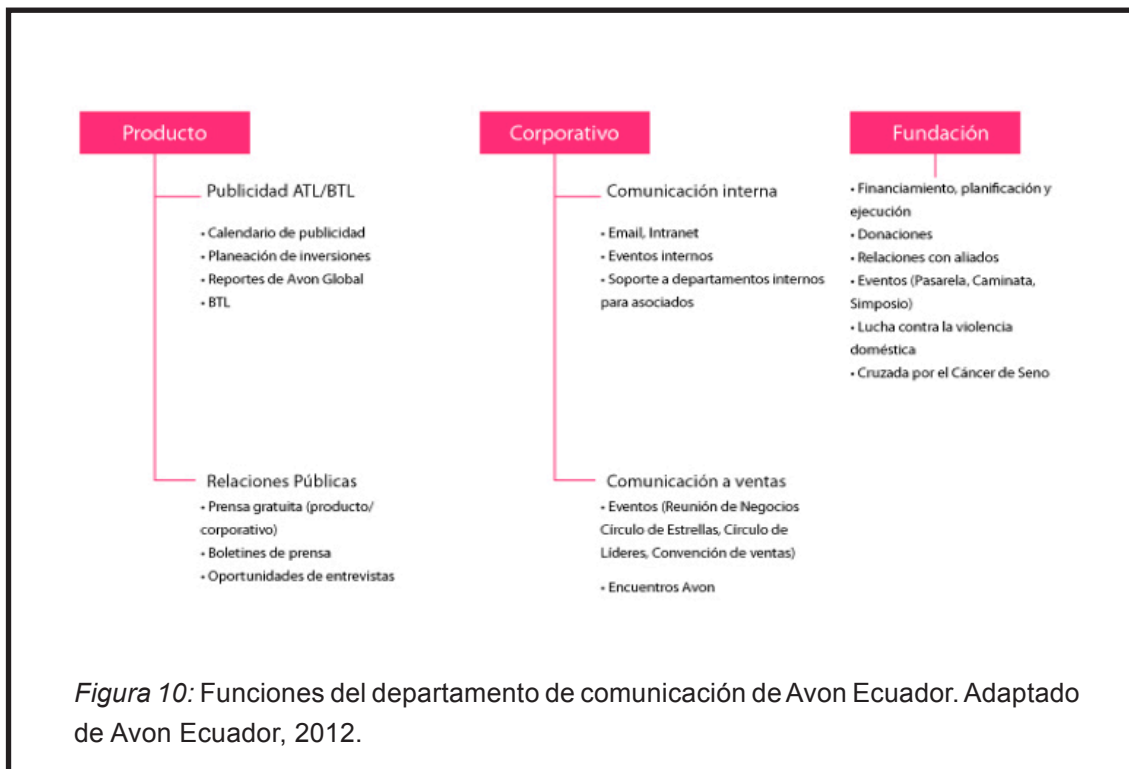 Producto
Publicidad ATL/BTL
• Calendario de publicidad
• Planeación de inversiones
• Reportes de Avon Global
• BTL
Relaciones Públicas
• Prensa gratuita (producto/
corporativo)
• Boletines de prensa
• Oportunidades de entrevistas
Corporativo
Comunicación interna
• Email, Intranet
• Eventos internos
• Soporte a departamentos internos
para asociados
Comunicación a ventas
• Eventos (Reunión de Negocios
Círculo de Estrellas, Círculo de
Líderes, Convención de ventas)
• Encuentros Avon
Fundación
• Financiamiento, planificación y
ejecución
• Donaciones
• Relaciones con aliados
• Eventos (Pasarela, Caminata,
Simposio)
• Lucha contra la violencia
doméstica
• Cruzada por el Cáncer de Seno
Figura 10: Funciones del departamento de comunicación de Avon Ecuador. Adaptado
de Avon Ecuador, 2012.